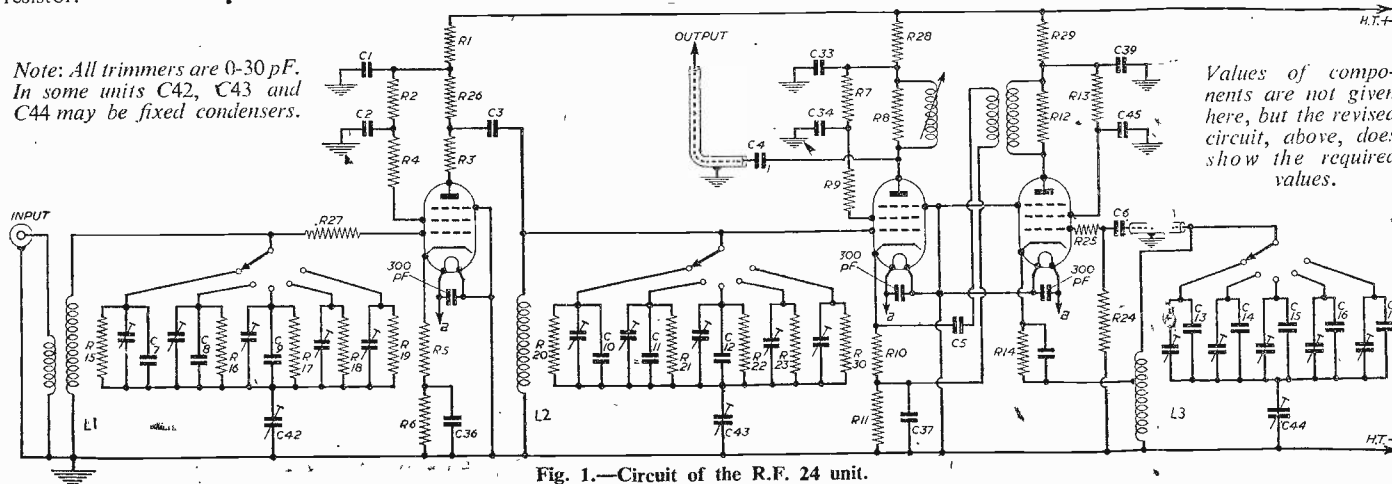 resistor.
Note: All trimmers are 0-30 pF.
In some units C42, C43 and
C44 may be fixed condensers.
Values of compo-
nents are not given
here, but the revised
circuit, above, does
show the required
values.
H.T.+
R1
R28
R29
OUTPUT
C1
R2
R26
C3
C33
R7
R8
C39
R13
R12
C2
R4
R3
C34
R9
C4
C45
INPUT
R27
C6
R25
300
pF
300
pF
300
pF
a
a
a
R24
R15
C7
C8
R16
C9
R17
R18
R19
R5
R20
C10
C11
R21
C12
R22
R23
R30
R10
C5
R14
C13
C14
C15
C16
L1
C42
R6
C36
L2
C43
R11
C37
L3
C44
H.T.-
Fig. 1.—Circuit of the R.F. 24 unit.